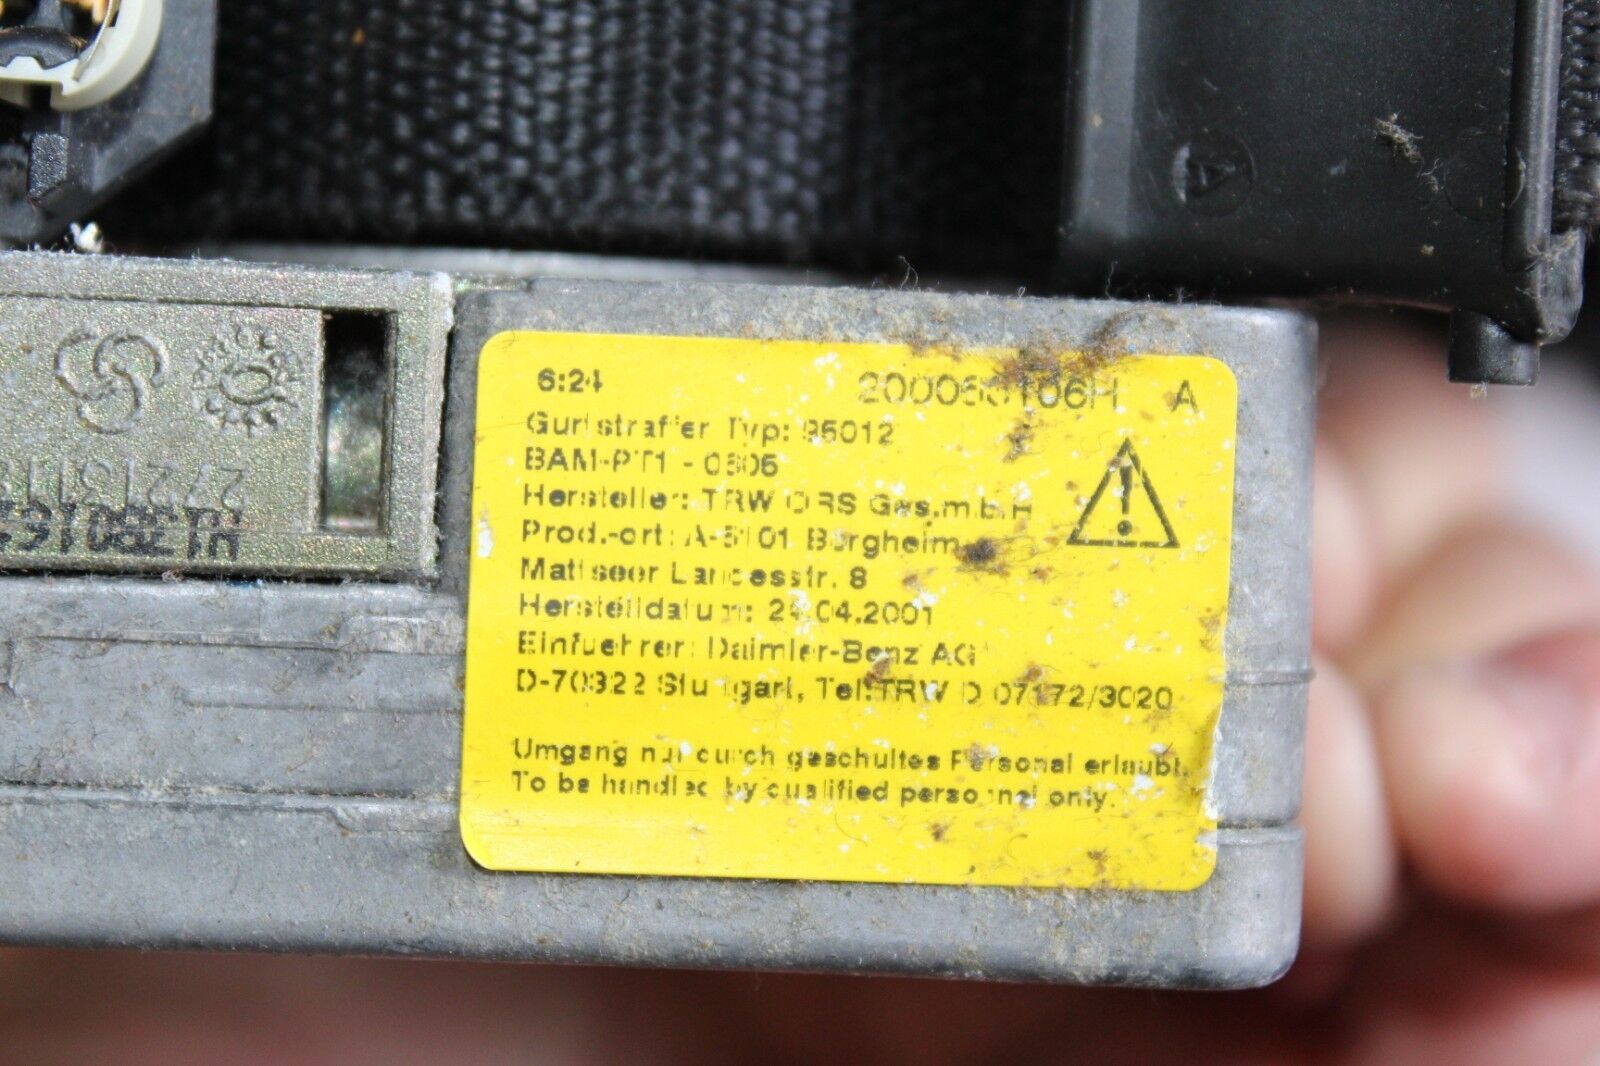 6:24 A
Gurtstraffer Typ: 95012
BAM-PT1 - 0606
Hersteller: TRW ORS Ges.m.b.H
Prod.-ort: A-5101 Bergheim
Mattseer Landesstr. 8
Herstelldatum: 24.04.2001
Einfuehrer: Daimler-Benz AG
D-70322 Stuttgart, Tel: TRW D 07172/3020
Umgang nur durch geschultes Personal erlaubt.
To be handled by qualified personnel only.
A